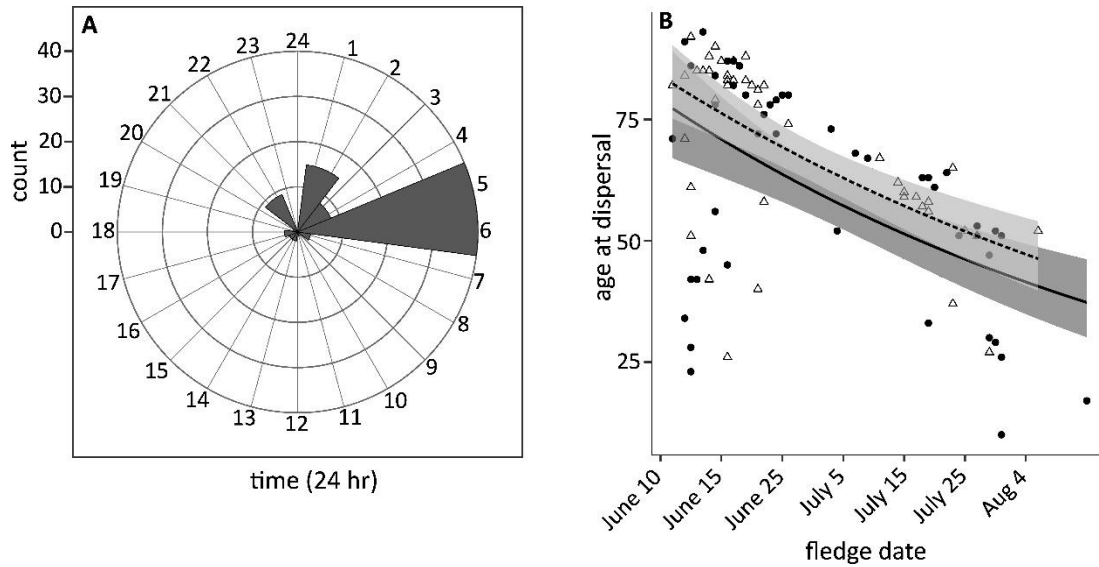 A
40
30
20
10
0
count
24
1
2
3
4
5
6
7
8
9
10
11
12
13
14
15
16
17
18
19
20
21
22
23
time (24 hr)
B
75
50
25
age at dispersal
June 10
June 15
June 25
July 5
July 15
July 25
Aug 4
fledge date